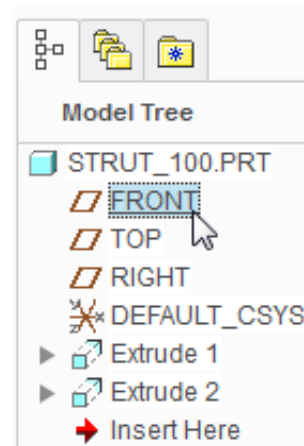 Model Tree
STRUT_100.PRT
FRONT
TOP
RIGHT
DEFAULT_CSYS
Extrude 1
Extrude 2
Insert Here